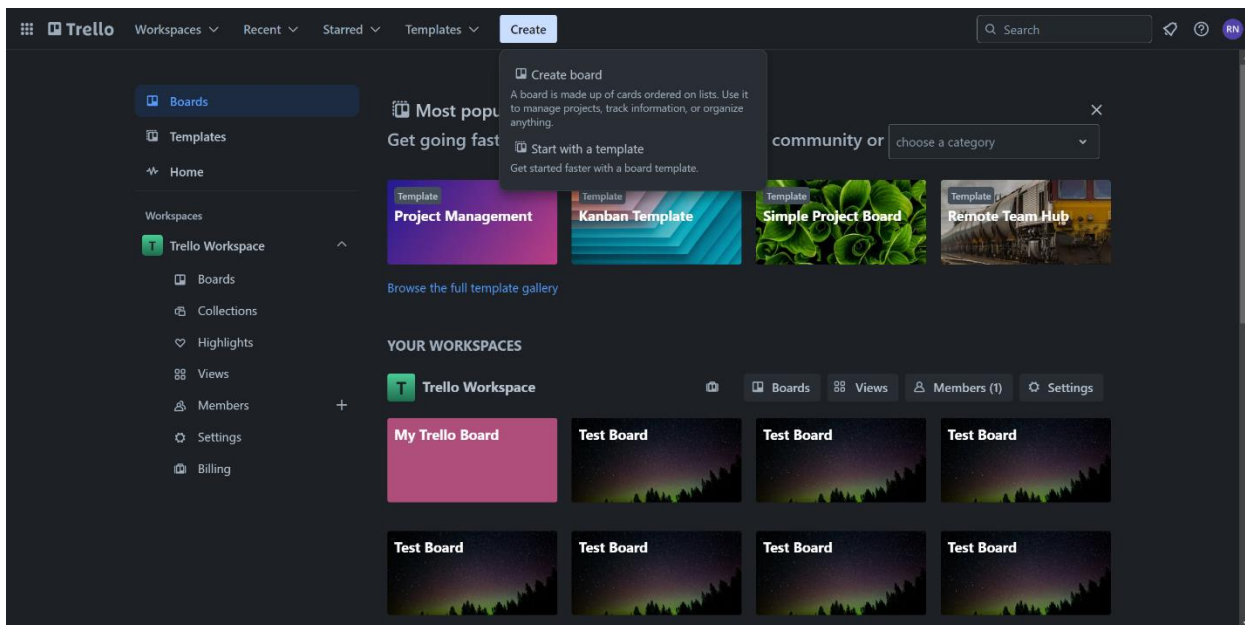 Trello Workspaces Recent Starred Templates Create Search RN
Create board
A board is made up of cards ordered on lists. Use it
to manage projects, track information, or organize
anything.
Start with a template
Get started faster with a board template.
Boards
Templates
Home
Workspaces
T Trello Workspace
Boards
Collections
Highlights
Views
Members
Settings
Billing
Most popu
Get going fast community or choose a category
Template Template Template Template
Project Management Kanban Template Simple Project Board Remote Team Hub
Browse the full template gallery
YOUR WORKSPACES
T Trello Workspace Boards Views Members (1) Settings
My Trello Board Test Board Test Board Test Board
Test Board Test Board Test Board Test Board